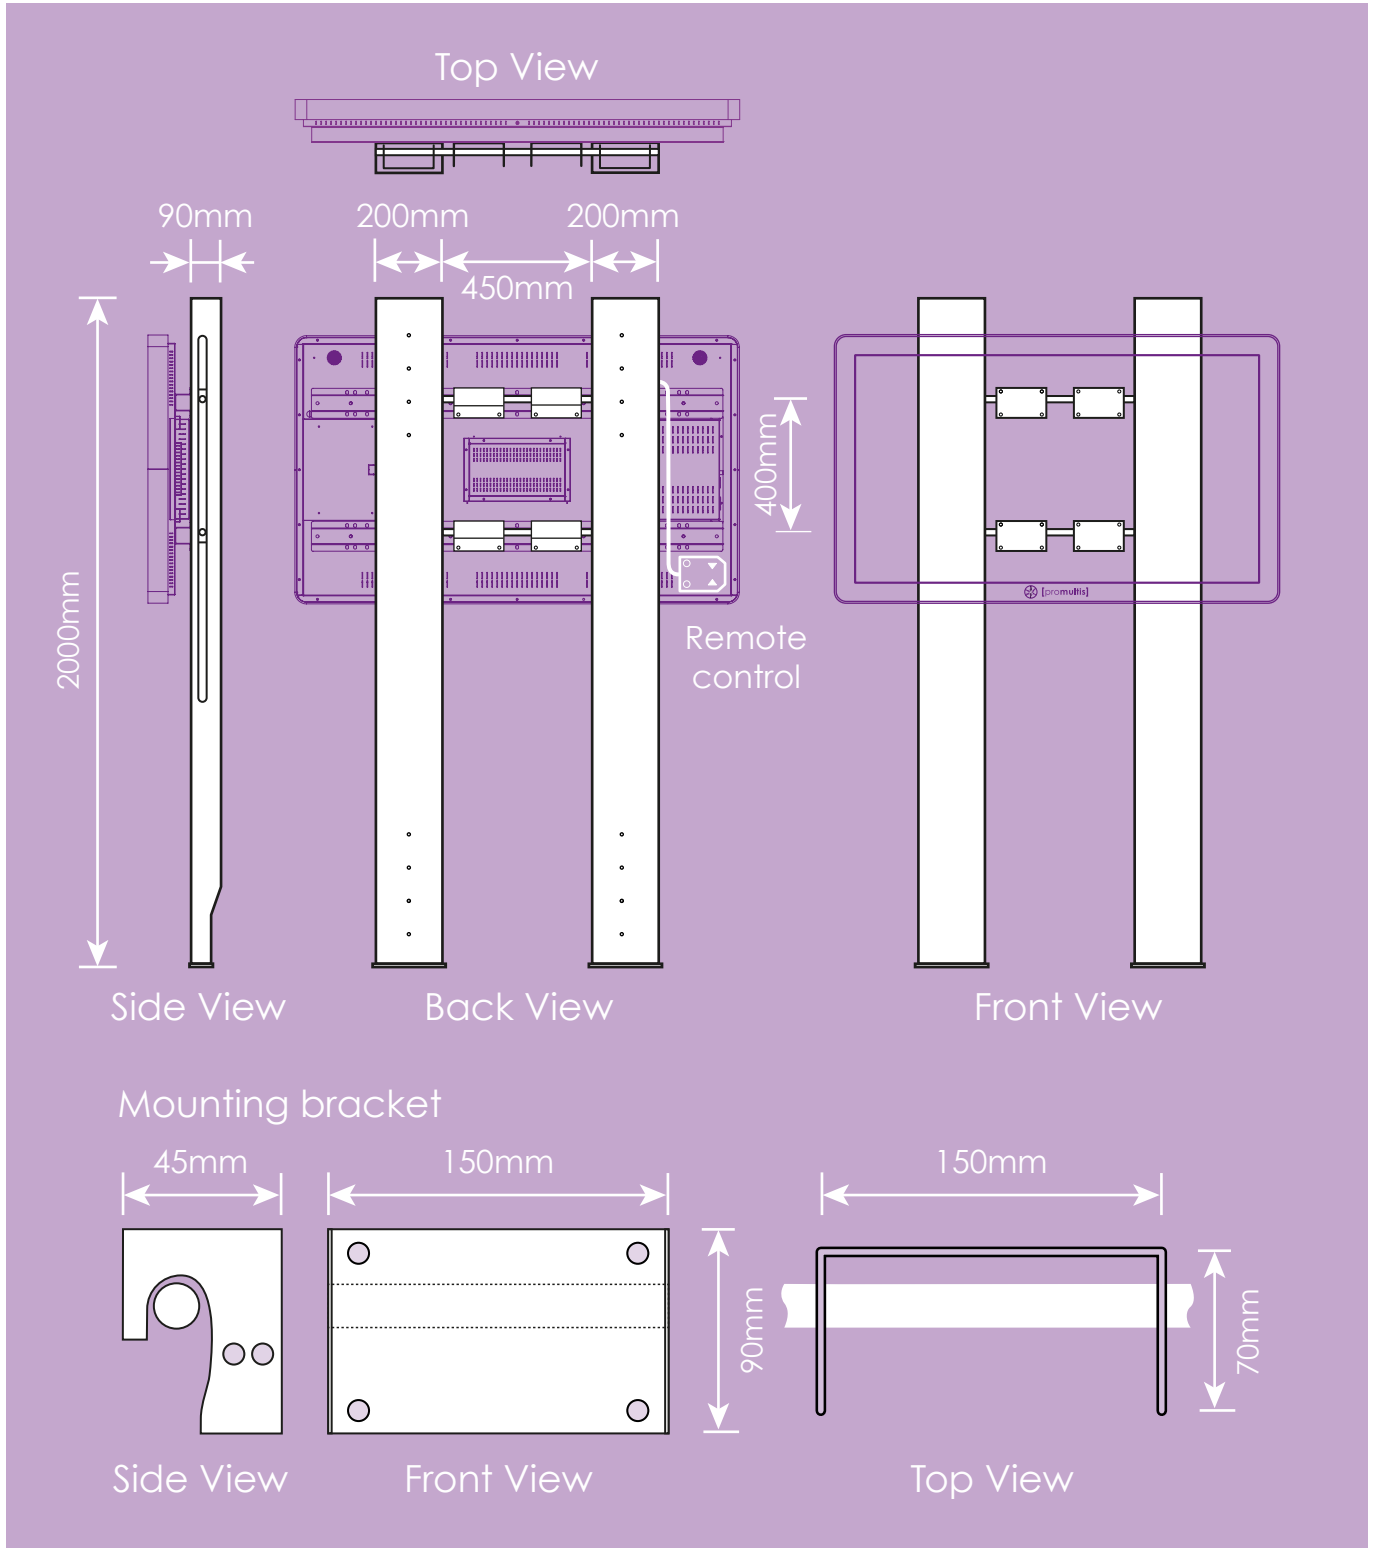 Top View
90mm
200mm
200mm
450mm
2000mm
400mm
Remote
control
[promultis]
Side View
Back View
Front View
Mounting bracket
45mm
150mm
150mm
90mm
70mm
Side View
Front View
Top View